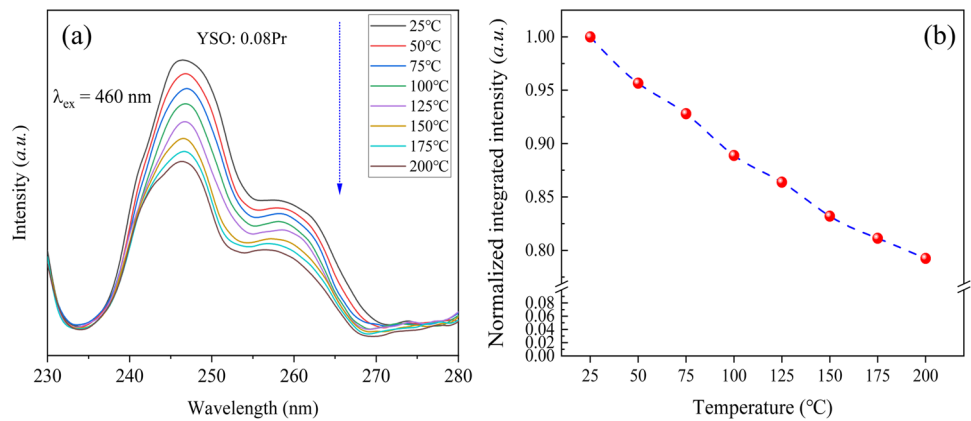 (a)
YSO: 0.08Pr
λex = 460 nm
25℃
50℃
75℃
100℃
125℃
150℃
175℃
200℃
Intensity (a.u.)
230 240 250 260 270 280
Wavelength (nm)
(b)
Normalized integrated intensity (a.u.)
1.00
0.95
0.90
0.85
0.80
0.08
0.06
0.04
0.02
0.00
25 50 75 100 125 150 175 200
Temperature (℃)